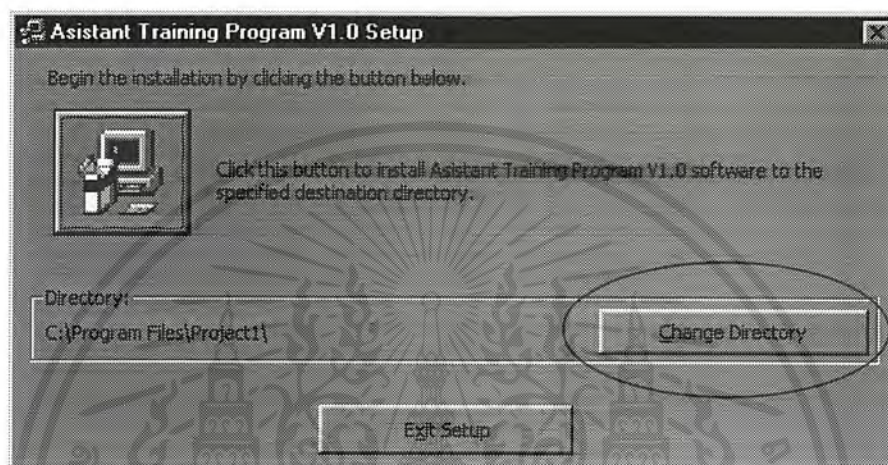 Asistant Training Program V1.0 Setup
Begin the installation by clicking the button below.
Click this button to install Asistant Training Program V1.0 software to the
specified destination directory.
Directory:
C:\Program Files\Project1\
Change Directory
Exit Setup